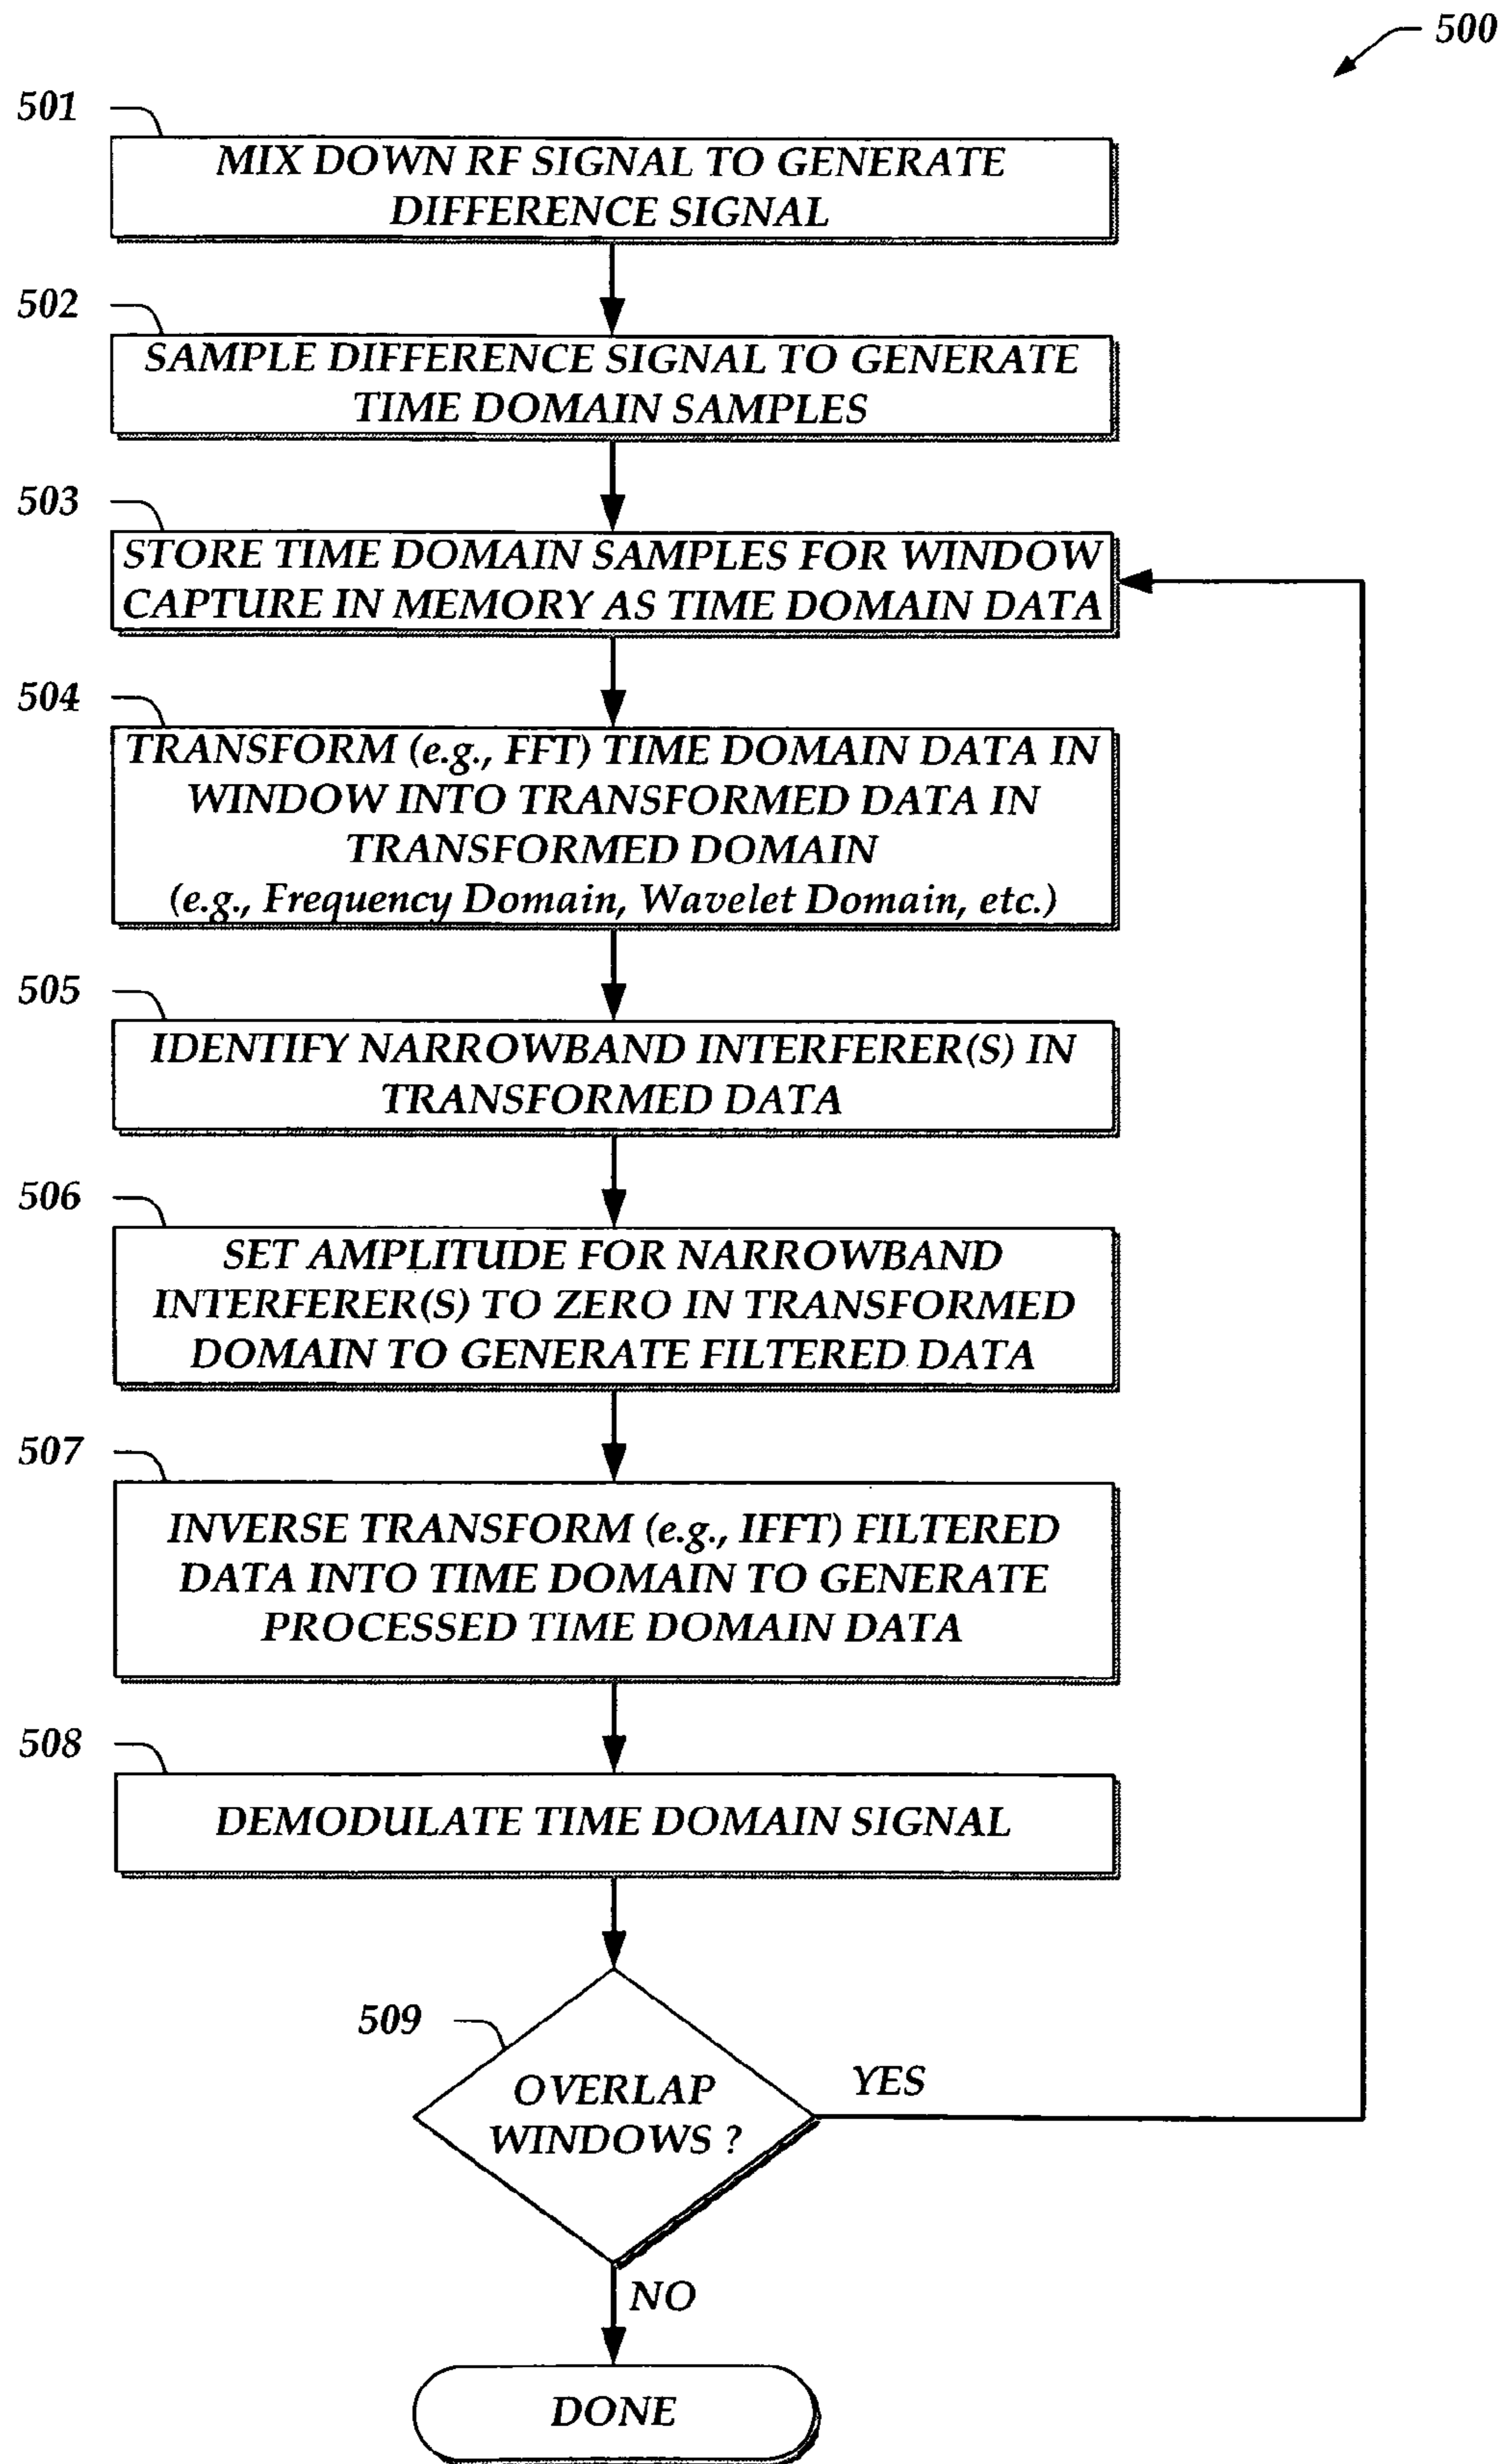 500
501
MIX DOWN RF SIGNAL TO GENERATE
DIFFERENCE SIGNAL
502
SAMPLE DIFFERENCE SIGNAL TO GENERATE
TIME DOMAIN SAMPLES
503
STORE TIME DOMAIN SAMPLES FOR WINDOW
CAPTURE IN MEMORY AS TIME DOMAIN DATA
504
TRANSFORM (e.g., FFT) TIME DOMAIN DATA IN
WINDOW INTO TRANSFORMED DATA IN
TRANSFORMED DOMAIN
(e.g., Frequency Domain, Wavelet Domain, etc.)
505
IDENTIFY NARROWBAND INTERFERER(S) IN
TRANSFORMED DATA
506
SET AMPLITUDE FOR NARROWBAND
INTERFERER(S) TO ZERO IN TRANSFORMED
DOMAIN TO GENERATE FILTERED DATA
507
INVERSE TRANSFORM (e.g., IFFT) FILTERED
DATA INTO TIME DOMAIN TO GENERATE
PROCESSED TIME DOMAIN DATA
508
DEMODULATE TIME DOMAIN SIGNAL
509
OVERLAP
WINDOWS ?
YES
NO
DONE